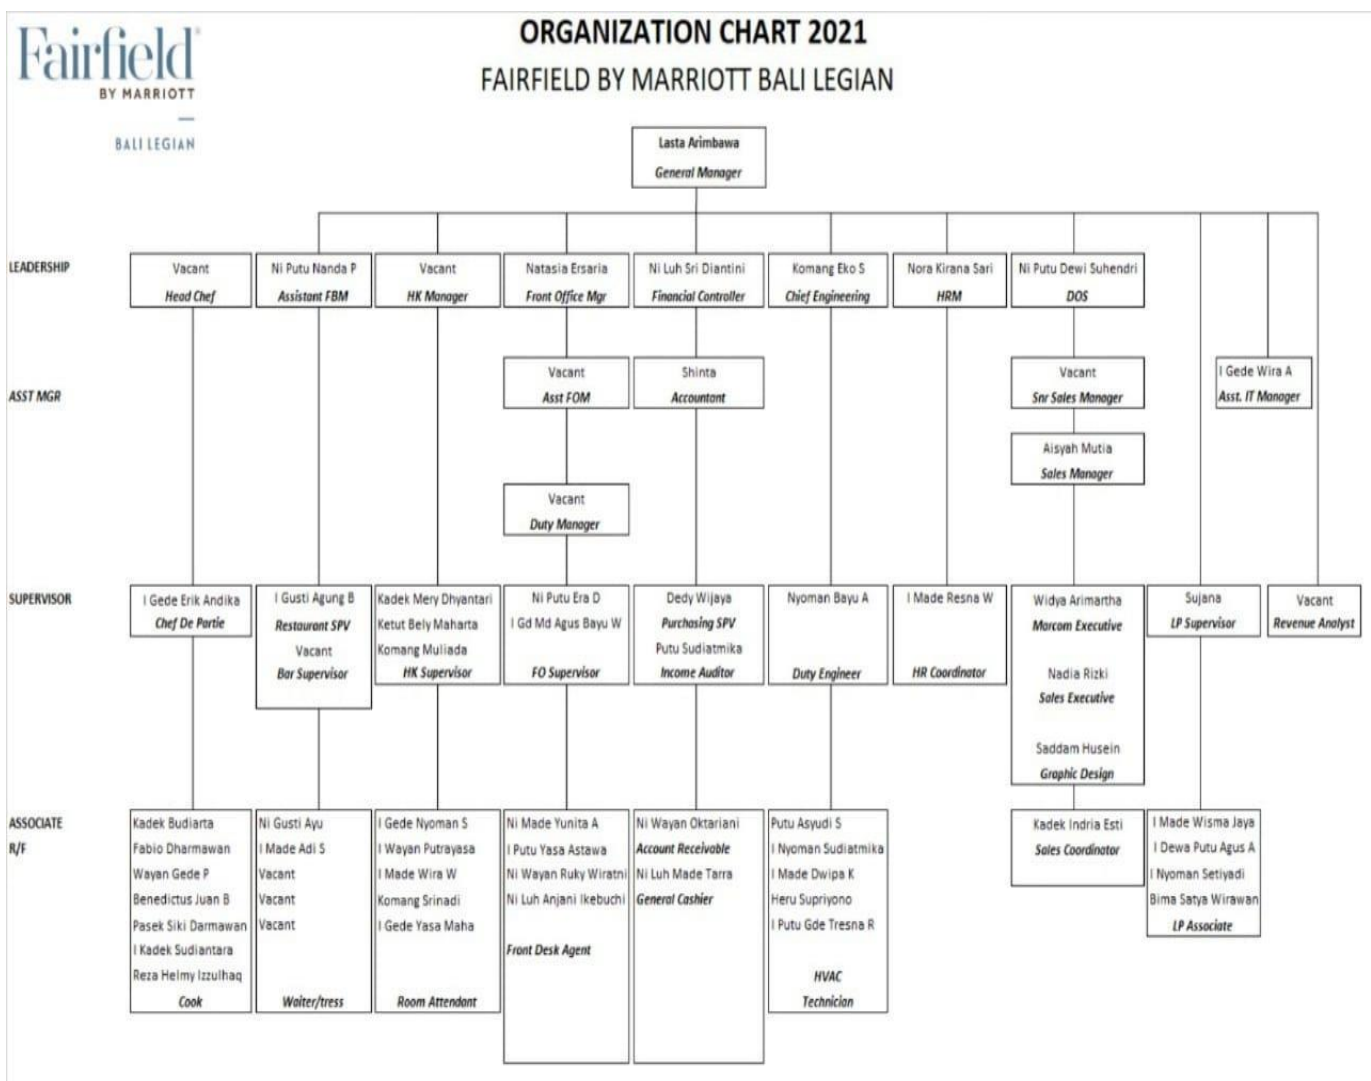 Fairfield
BY MARRIOTT
BALI LEGIAN
ORGANIZATION CHART 2021
FAIRFIELD BY MARRIOTT BALI LEGIAN
Lasta Arimbawa
General Manager
LEADERSHIP
Vacant
Head Chef
Ni Putu Nanda P
Assistant FBM
Vacant
HK Manager
Natasia Ersaria
Front Office Mgr
Ni Luh Sri Diantini
Financial Controller
Komang Eko S
Chief Engineering
Nora Kirana Sari
HRM
Ni Putu Dewi Suhendri
DOS
ASST MGR
Vacant
Asst FOM
Shinta
Accountant
Vacant
Snr Sales Manager
I Gede Wira A
Asst. IT Manager
Aisyah Mutia
Sales Manager
Vacant
Duty Manager
SUPERVISOR
I Gede Erik Andika
Chef De Partie
I Gusti Agung B
Restaurant SPV
Vacant
Bar Supervisor
Kadek Mery Dhyantari
Ketut Bely Maharta
Komang Muliada
HK Supervisor
Ni Putu Era D
I Gd Md Agus Bayu W
FO Supervisor
Dedy Wijaya
Purchasing SPV
Putu Sudiatmika
Income Auditor
Nyoman Bayu A
Duty Engineer
I Made Resna W
HR Coordinator
Widya Arimartha
Marcom Executive
Nadia Rizki
Sales Executive
Saddam Husein
Graphic Design
Sujana
LP Supervisor
Vacant
Revenue Analyst
ASSOCIATE
R/F
Kadek Budiarta
Fabio Dharmawan
Wayan Gede P
Benedictus Juan B
Pasek Siki Darmawan
I Kadek Sudiantara
Reza Helmy Izzulhaq
Cook
Ni Gusti Ayu
I Made Adi S
Vacant
Vacant
Vacant
Waiter/tress
I Gede Nyoman S
I Wayan Putrayasa
I Made Wira W
Komang Srinadi
I Gede Yasa Maha
Room Attendant
Ni Made Yunita A
I Putu Yasa Astawa
Ni Wayan Ruky Wiratni
Ni Luh Anjani Ikebuchi
Front Desk Agent
Ni Wayan Oktariani
Account Receivable
Ni Luh Made Tarra
General Cashier
Putu Asyudi S
I Nyoman Sudiatmika
I Made Dwipa K
Heru Supriyono
I Putu Gde Tresna R
HVAC
Technician
Kadek Indria Esti
Sales Coordinator
I Made Wisma Jaya
I Dewa Putu Agus A
I Nyoman Setiyadi
Bima Satya Wirawan
LP Associate